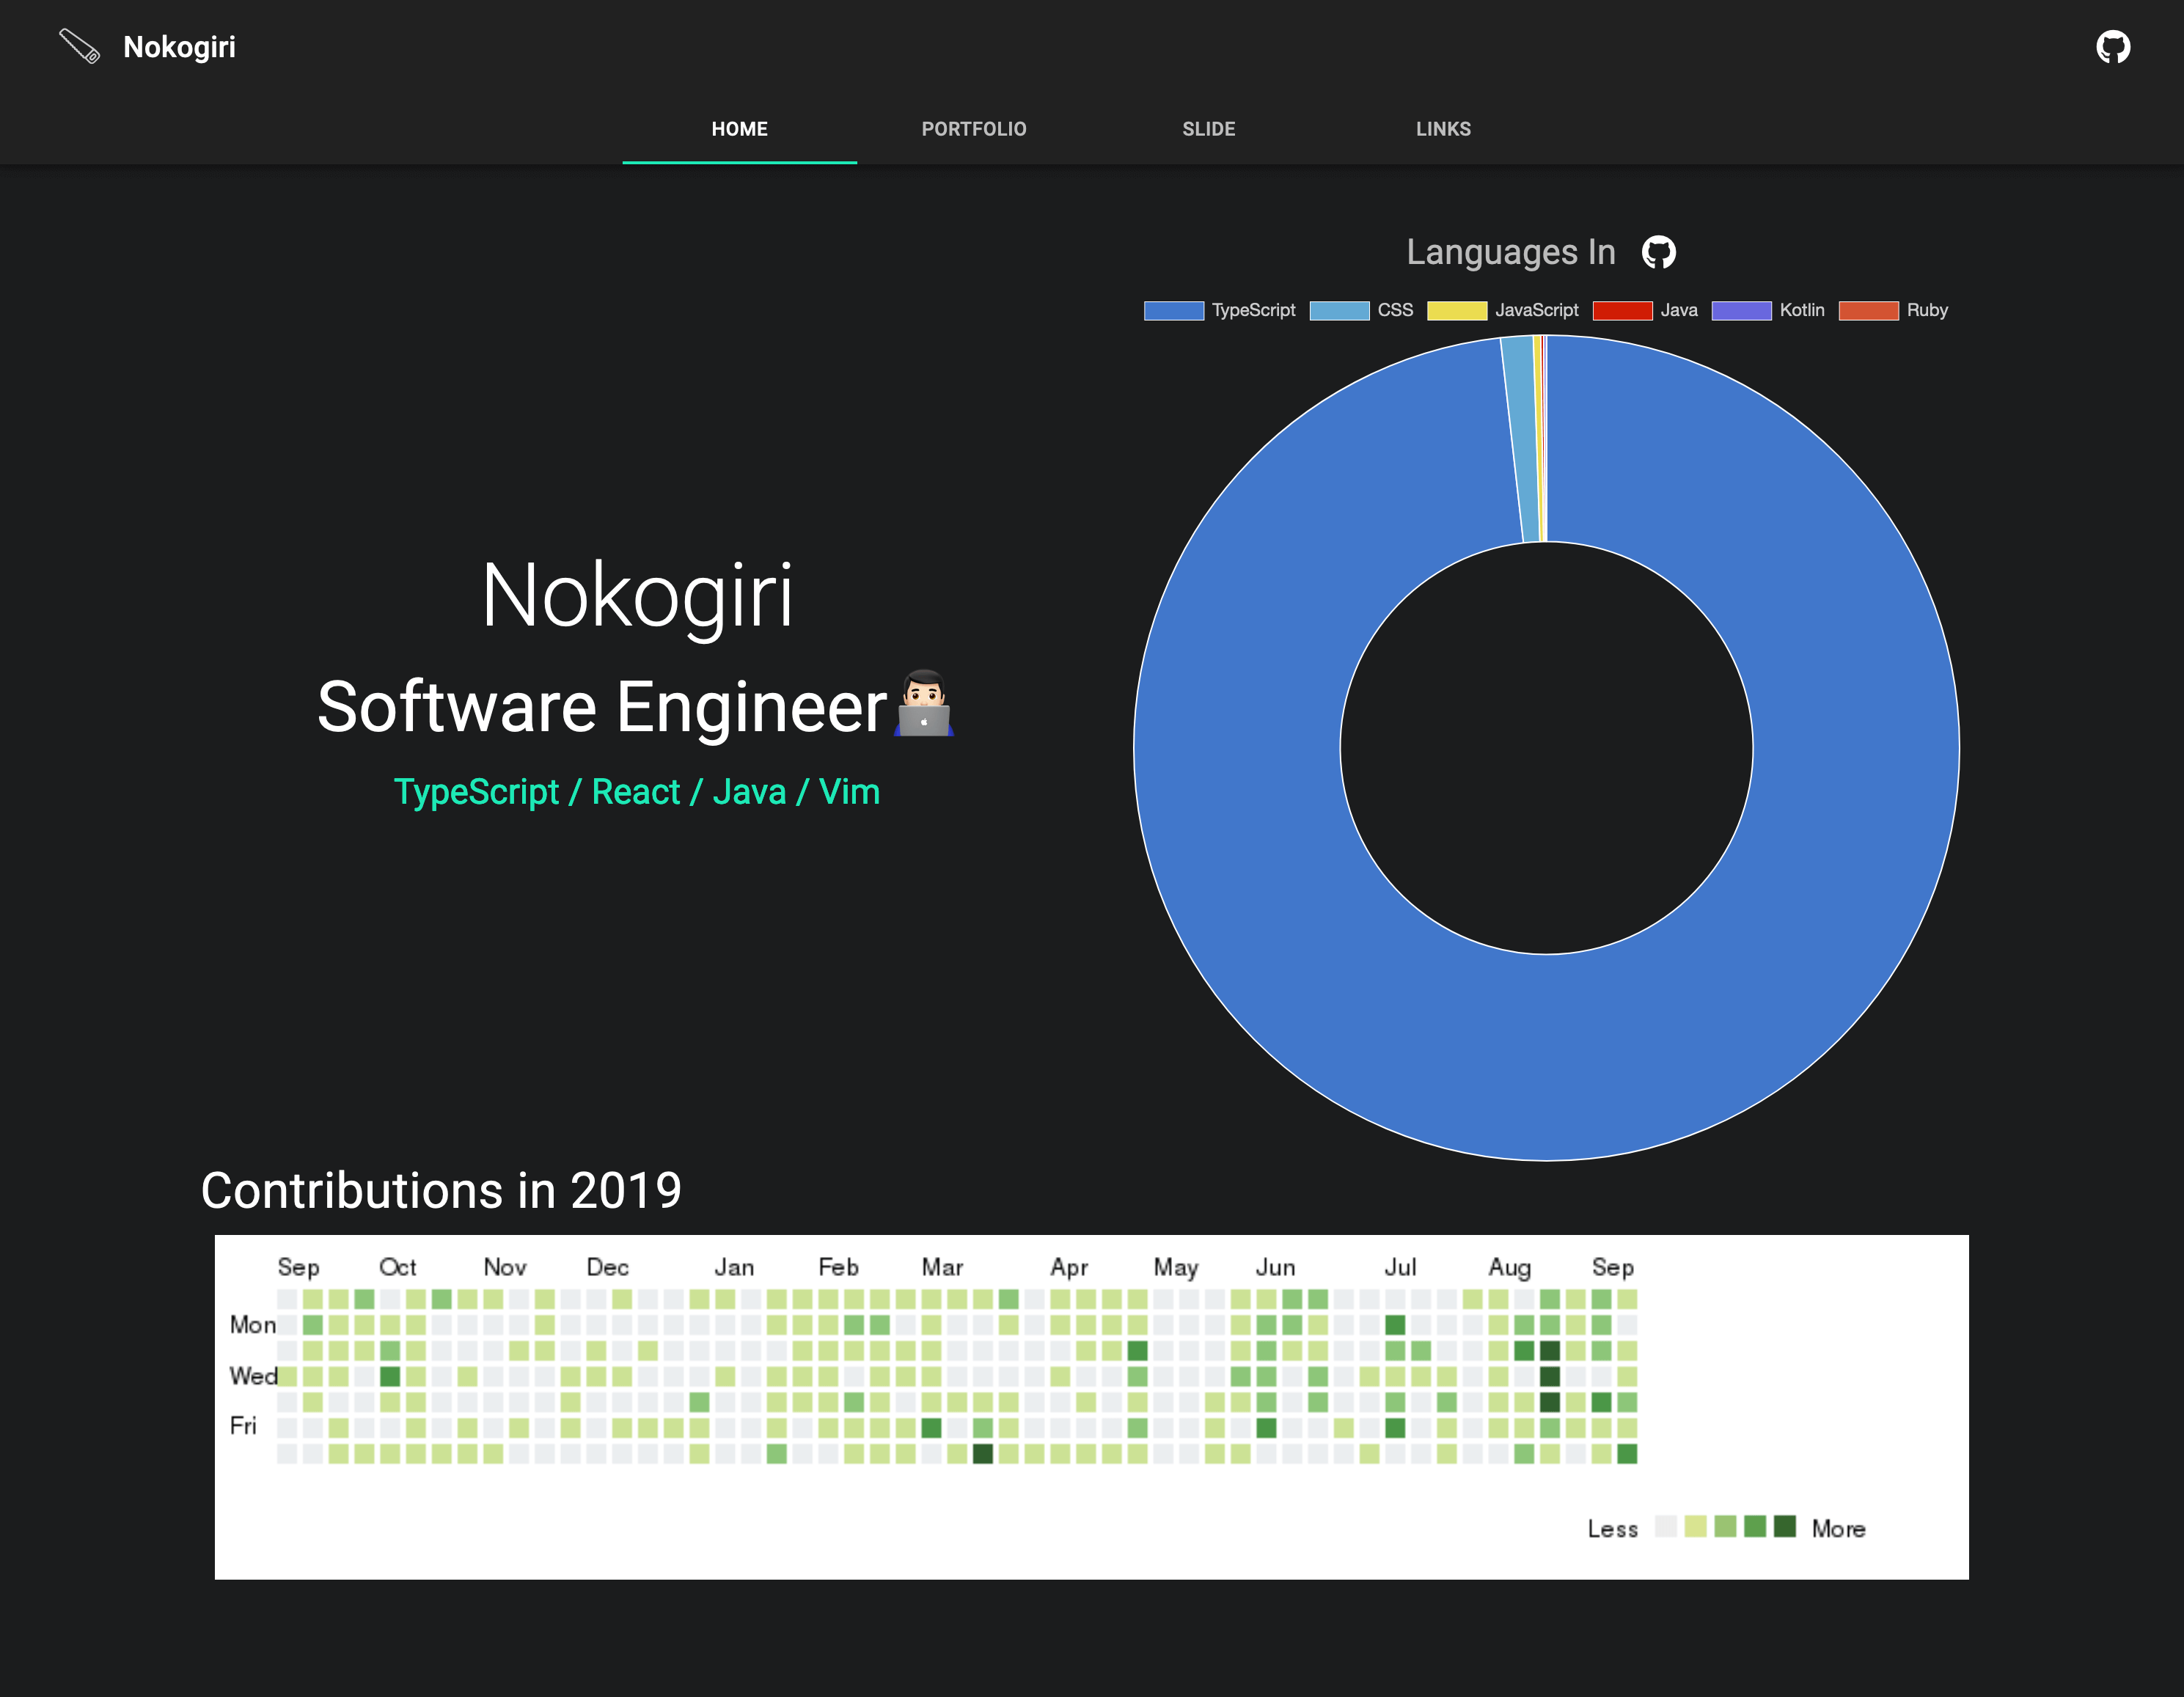 Nokogiri
HOME PORTFOLIO SLIDE LINKS
Languages In
TypeScript CSS JavaScript Java Kotlin Ruby
Nokogiri
Software Engineer
TypeScript / React / Java / Vim
Contributions in 2019
Sep Oct Nov Dec Jan Feb Mar Apr May Jun Jul Aug Sep
Mon
Wed
Fri
Less More